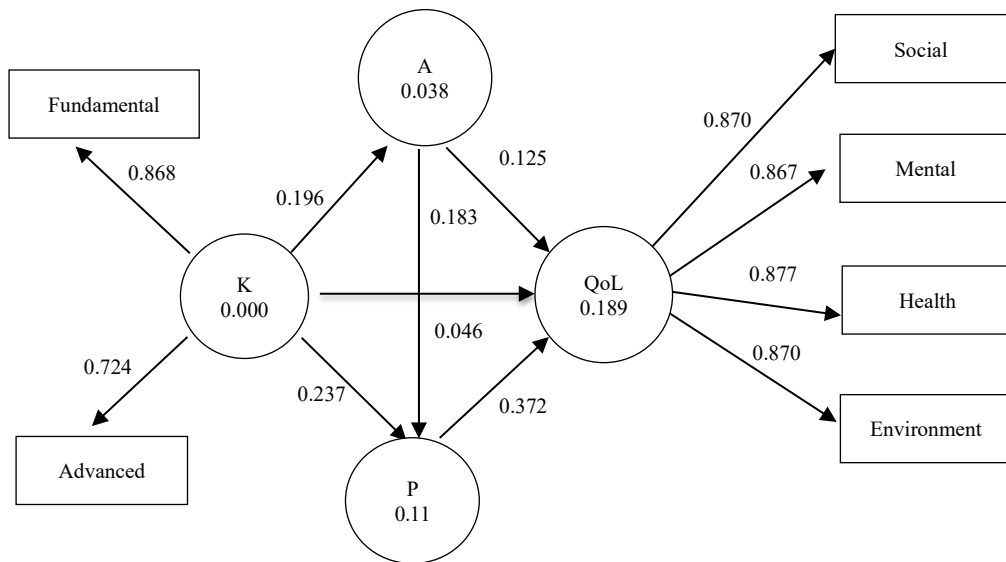 Social
A
0.038
Fundamental
0.870
0.125
0.867
Mental
0.868
0.196
0.183
K
0.000
QoL
0.189
0.877
Health
0.046
0.724
0.237
0.372
0.870
Environment
Advanced
P
0.11